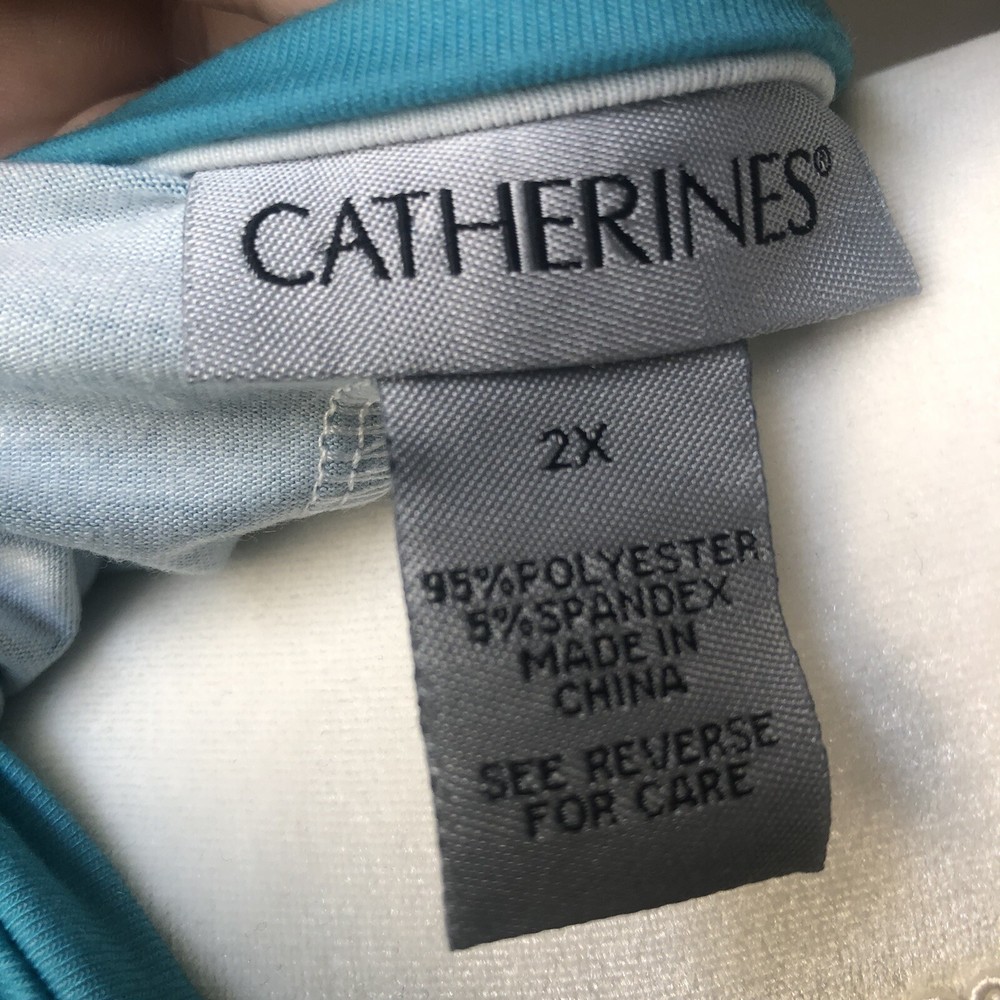 CATHERINES®
2X
95%POLYESTER
5%SPANDEX
MADE IN
CHINA
SEE REVERSE
FOR CARE